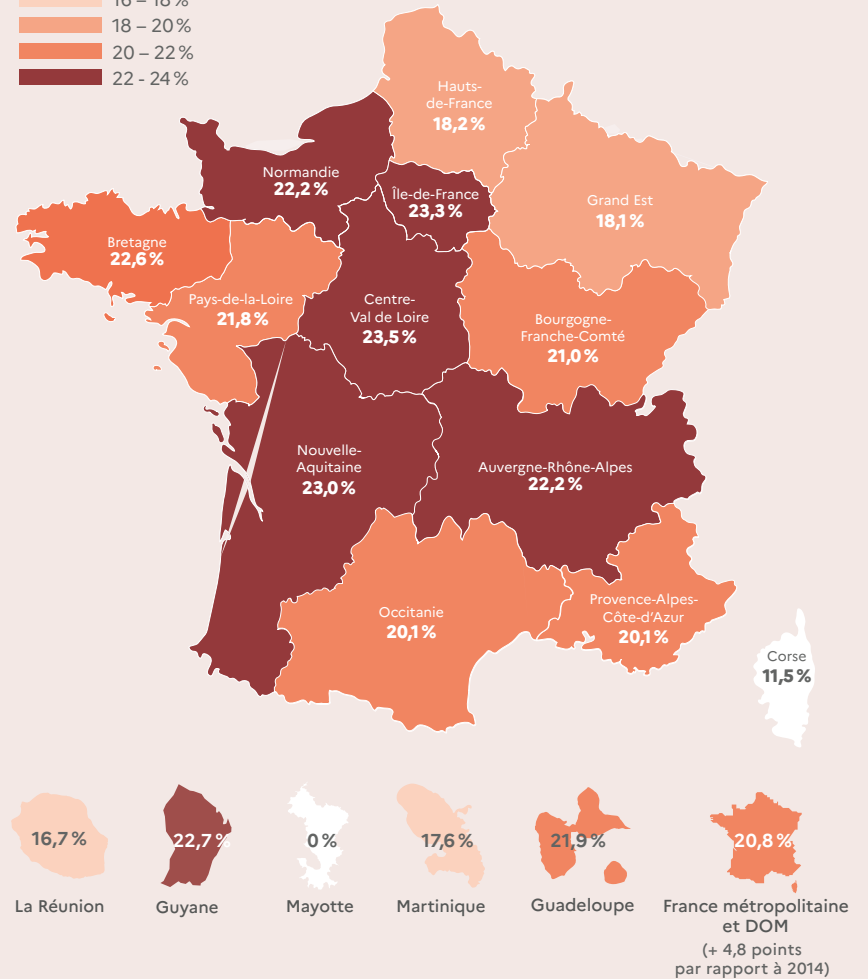 16 – 18 %
18 – 20 %
20 – 22 %
22 - 24 %
Hauts-
de-France
18,2 %
Normandie
22,2 %
Île-de-France
23,3 %
Grand Est
18,1 %
Bretagne
22,6 %
Pays-de-la-Loire
21,8 %
Centre-
Val de Loire
23,5 %
Bourgogne-
Franche-Comté
21,0 %
Nouvelle-
Aquitaine
23,0 %
Auvergne-Rhône-Alpes
22,2 %
Occitanie
20,1 %
Provence-Alpes-
Côte-d’Azur
20,1 %
Corse
11,5 %
16,7 %
La Réunion
22,7 %
Guyane
0 %
Mayotte
17,6 %
Martinique
21,9 %
Guadeloupe
20,8 %
France métropolitaine
et DOM
(+ 4,8 points
par rapport à 2014)